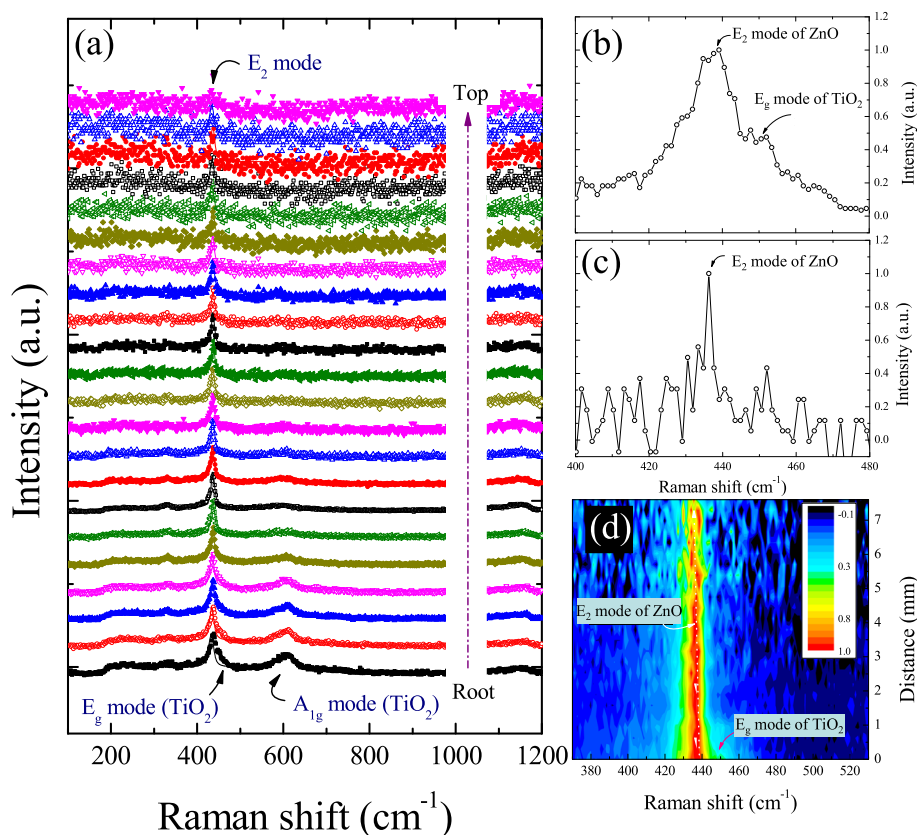 (a)
E2 mode
Top
Root
Eg mode (TiO2)
A1g mode (TiO2)
Intensity (a.u.)
200 400 600 800 1000 1200
Raman shift (cm-1)
(b)
E2 mode of ZnO
Eg mode of TiO2
1.2
1.0
0.8
0.6
0.4
0.2
0.0
Intensity (a.u.)
(c)
E2 mode of ZnO
1.2
1.0
0.8
0.6
0.4
0.2
0.0
Intensity (a.u.)
400 420 440 460 480
Raman shift (cm-1)
(d)
-0.1
0.3
0.8
1.0
E2 mode of ZnO
Eg mode of TiO2
7
6
5
4
3
2
1
0
Distance (mm)
380 400 420 440 460 480 500 520
Raman shift (cm-1)